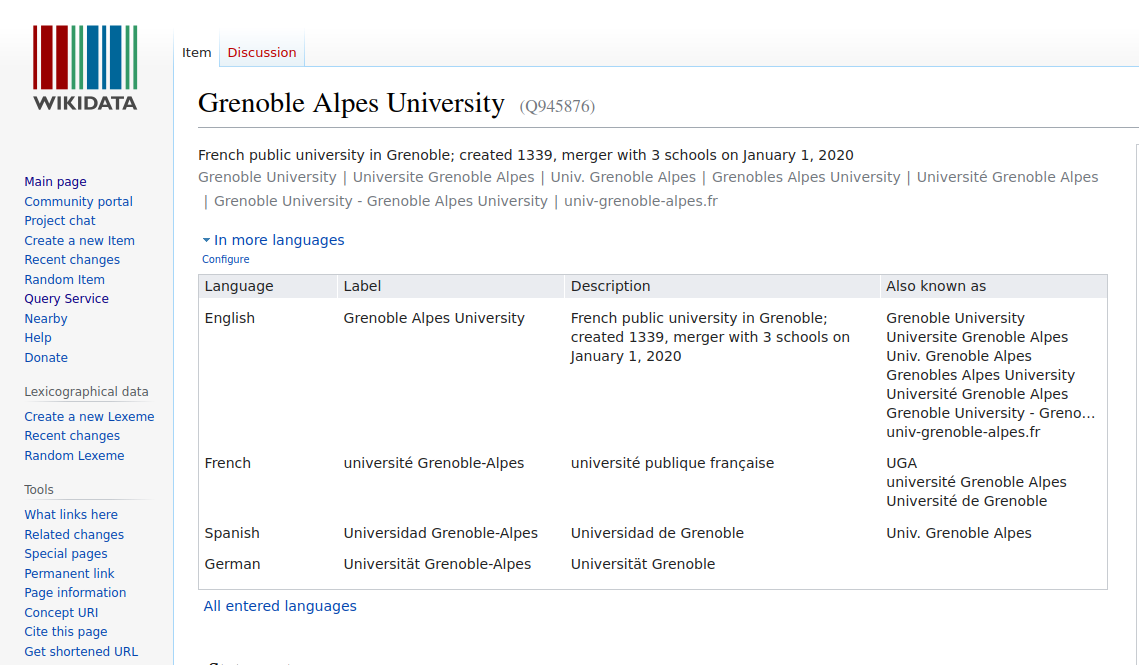 WIKIDATA
Main page
Community portal
Project chat
Create a new Item
Recent changes
Random Item
Query Service
Nearby
Help
Donate
Lexicographical data
Create a new Lexeme
Recent changes
Random Lexeme
Tools
What links here
Related changes
Special pages
Permanent link
Page information
Concept URI
Cite this page
Get shortened URL
Item Discussion
Grenoble Alpes University (Q945876)
French public university in Grenoble; created 1339, merger with 3 schools on January 1, 2020
Grenoble University | Universite Grenoble Alpes | Univ. Grenoble Alpes | Grenobles Alpes University | Université Grenoble Alpes
| Grenoble University - Grenoble Alpes University | univ-grenoble-alpes.fr
In more languages
Configure
Language Label Description Also known as
English Grenoble Alpes University French public university in Grenoble; Grenoble University
created 1339, merger with 3 schools on Universite Grenoble Alpes
January 1, 2020 Univ. Grenoble Alpes
Grenobles Alpes University
Université Grenoble Alpes
Grenoble University - Greno...
univ-grenoble-alpes.fr
French université Grenoble-Alpes université publique française UGA
université Grenoble Alpes
Université de Grenoble
Spanish Universidad Grenoble-Alpes Universidad de Grenoble Univ. Grenoble Alpes
German Universität Grenoble-Alpes Universität Grenoble
All entered languages